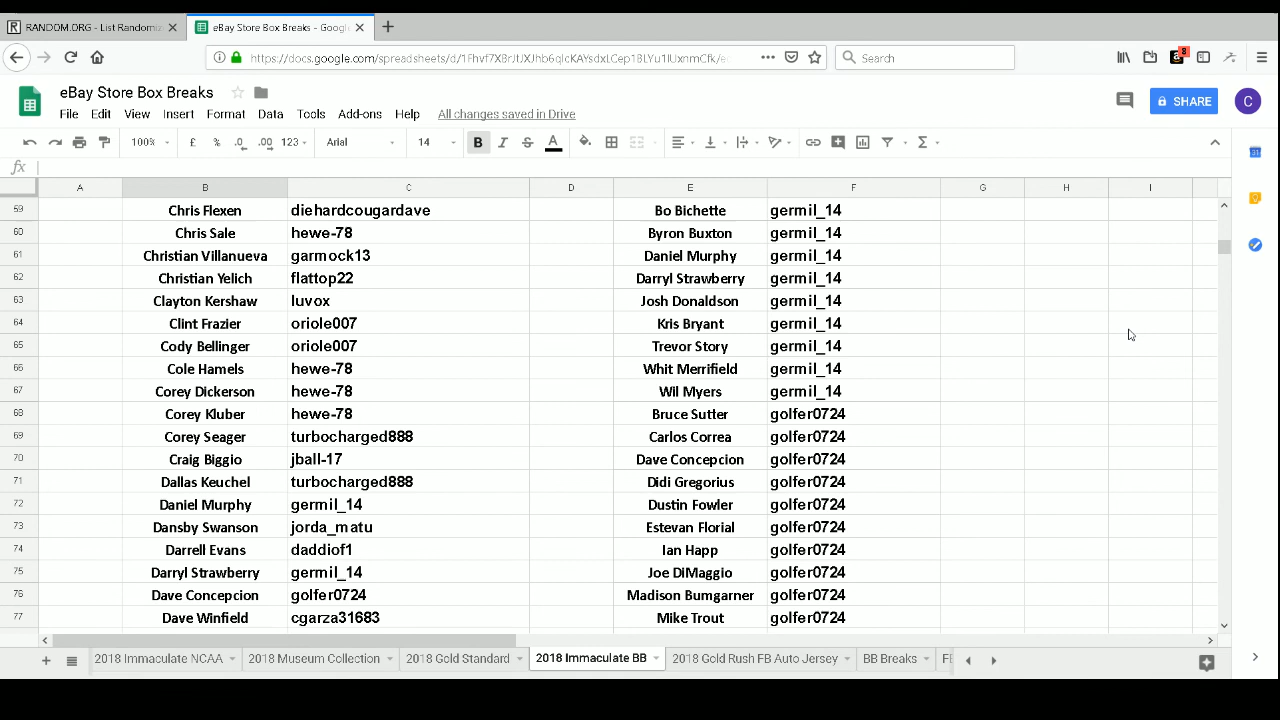 RANDOM.ORG - List Randomiz
eBay Store Box Breaks - Googl
Search
eBay Store Box Breaks
SHARE
C
8
File Edit View Insert Format Data Tools Add-ons Help All changes saved in Drive
100% £ % .0 .00 123 Arial 14 B I S A Σ
fx
A B C D E F G H I
59 Chris Flexen diehardcougardave Bo Bichette germil_14
60 Chris Sale hewe-78 Byron Buxton germil_14
61 Christian Villanueva garmock13 Daniel Murphy germil_14
62 Christian Yelich flattop22 Darryl Strawberry germil_14
63 Clayton Kershaw luvox Josh Donaldson germil_14
64 Clint Frazier oriole007 Kris Bryant germil_14
65 Cody Bellinger oriole007 Trevor Story germil_14
66 Cole Hamels hewe-78 Whit Merrifield germil_14
67 Corey Dickerson hewe-78 Wil Myers germil_14
68 Corey Kluber hewe-78 Bruce Sutter golfer0724
69 Corey Seager turbocharged888 Carlos Correa golfer0724
70 Craig Biggio jball-17 Dave Concepcion golfer0724
71 Dallas Keuchel turbocharged888 Didi Gregorius golfer0724
72 Daniel Murphy germil_14 Dustin Fowler golfer0724
73 Dansby Swanson jorda_matu Estevan Florial golfer0724
74 Darrell Evans daddiof1 Ian Happ golfer0724
75 Darryl Strawberry germil_14 Joe DiMaggio golfer0724
76 Dave Concepcion golfer0724 Madison Bumgarner golfer0724
77 Dave Winfield cgarza31683 Mike Trout golfer0724
2018 Immaculate NCAA 2018 Museum Collection 2018 Gold Standard 2018 Immaculate BB 2018 Gold Rush FB Auto Jersey BB Breaks